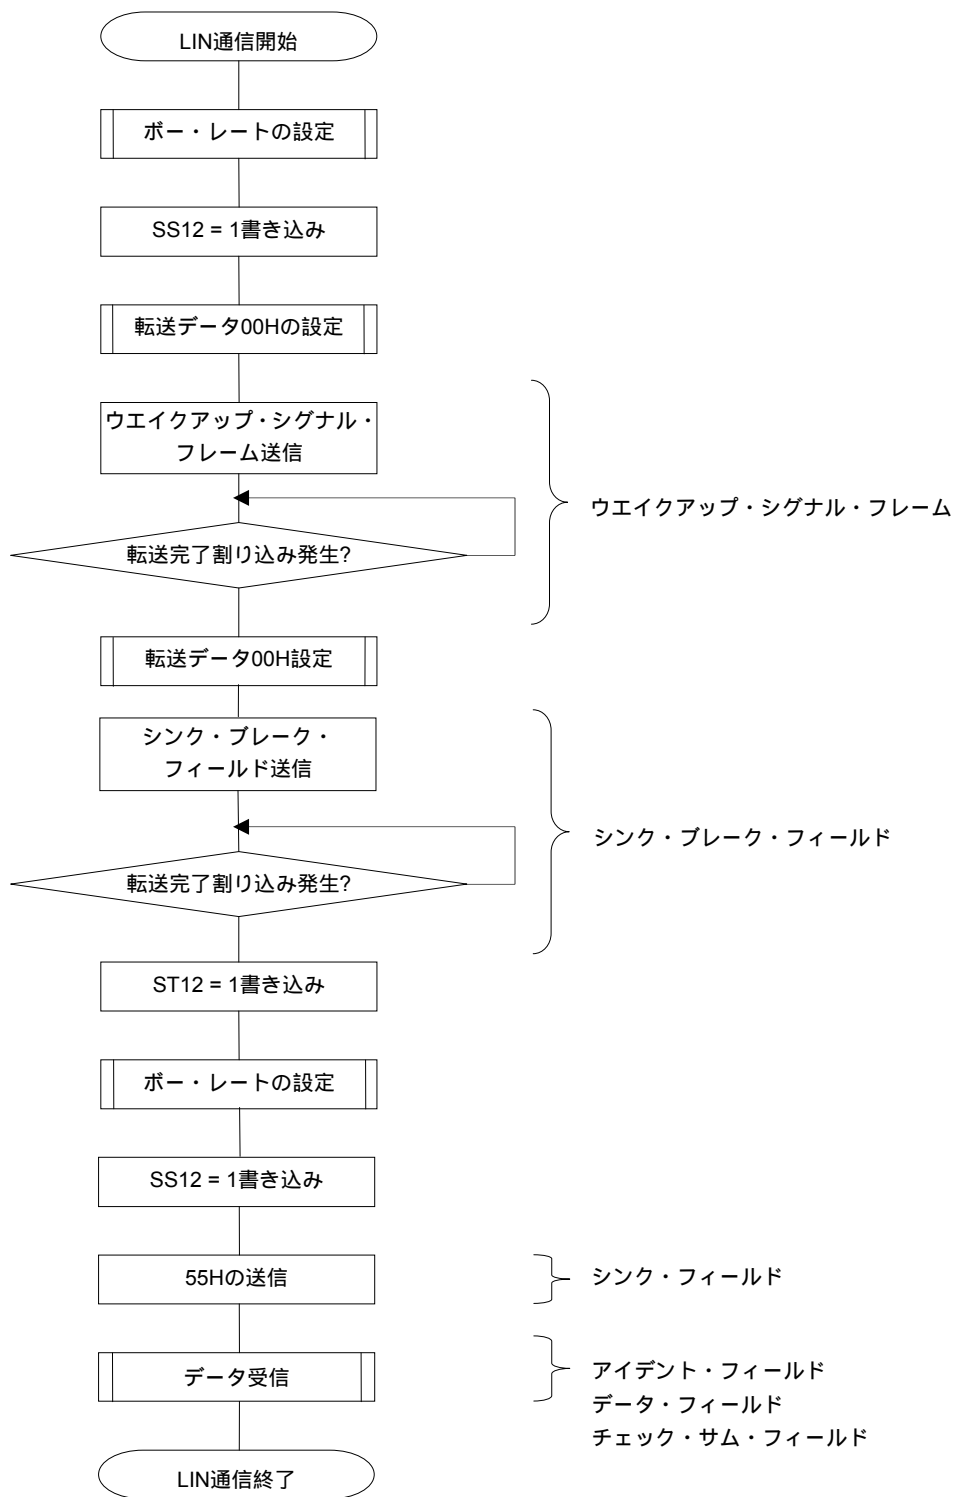 LIN通信開始
ボー・レートの設定
SS12 = 1書き込み
転送データ00Hの設定
ウエイクアップ・シグナル・
フレーム送信
ウエイクアップ・シグナル・フレーム
転送完了割り込み発生?
転送データ00H設定
シンク・ブレーク・
フィールド送信
シンク・ブレーク・フィールド
転送完了割り込み発生?
ST12 = 1書き込み
ボー・レートの設定
SS12 = 1書き込み
55Hの送信
シンク・フィールド
データ受信
アイデント・フィールド
データ・フィールド
チェック・サム・フィールド
LIN通信終了